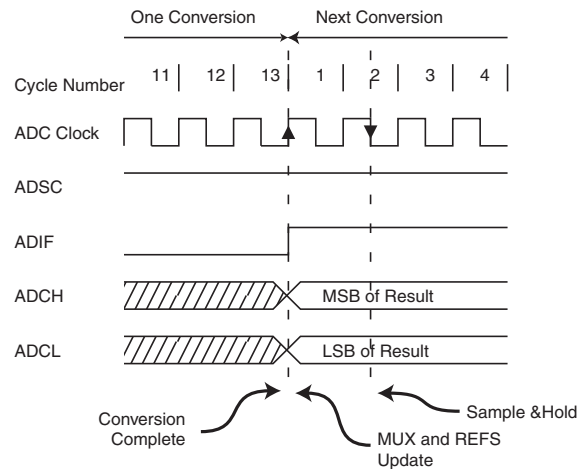 One Conversion Next Conversion
Cycle Number 11 12 13 1 2 3 4
ADC Clock
ADSC
ADIF
ADCH MSB of Result
ADCL LSB of Result
Conversion
Complete
MUX and REFS
Update
Sample &Hold